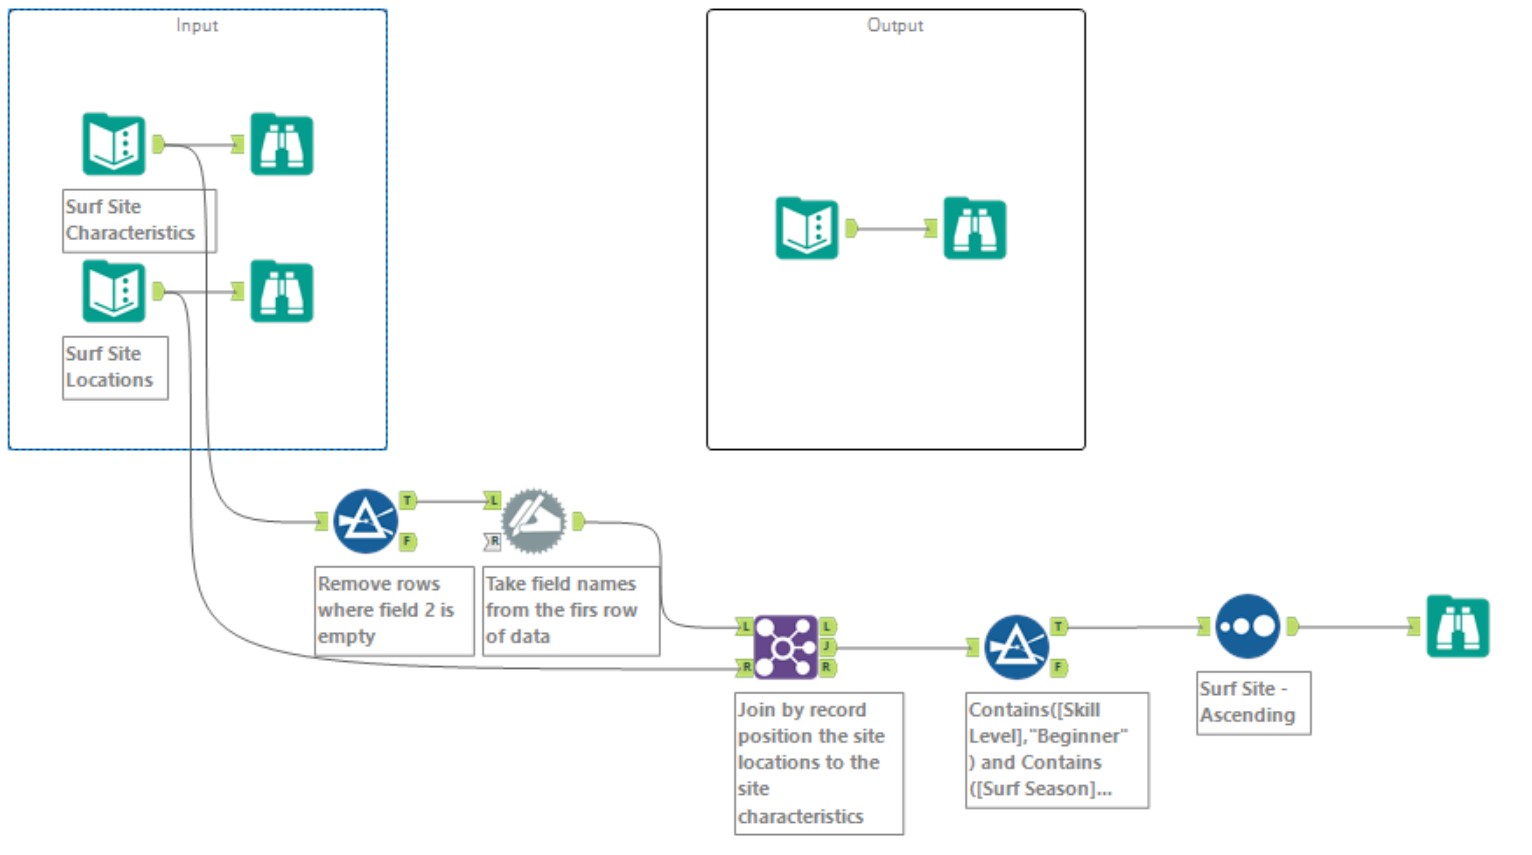 Input
Output
Surf Site
Characteristics
Surf Site
Locations
T
F
L
R
Remove rows
where field 2 is
empty
Take field names
from the firs row
of data
L
R
L
J
R
Join by record
position the site
locations to the
site
characteristics
T
F
Contains([Skill
Level],"Beginner"
) and Contains
([Surf Season]...
Surf Site -
Ascending